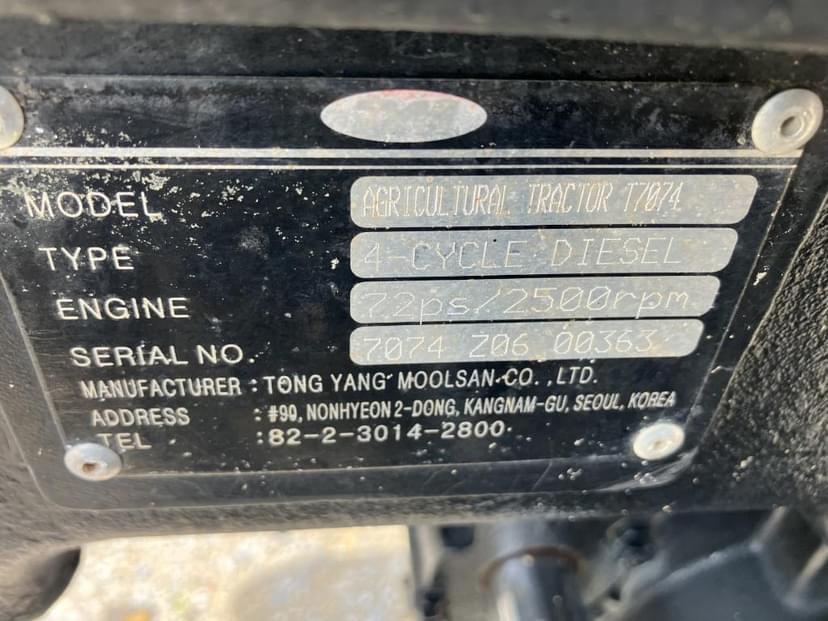 MODEL AGRICULTURAL TRACTOR T7074
TYPE 4-CYCLE DIESEL
ENGINE 72ps/2500rpm
SERIAL NO. 7074 Z06 00363
MANUFACTURER : TONG YANG MOOLSAN CO.,LTD.
ADDRESS : #90, NONHYEON 2-DONG, KANGNAM-GU, SEOUL, KOREA
TEL : 82-2-3014-2800